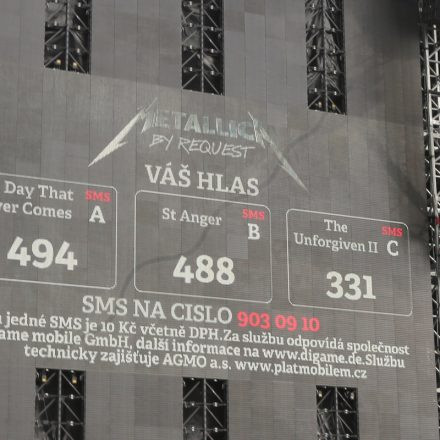 METALLICA
BY REQUEST
VÁŠ HLAS
Day That
ver Comes
SMS
A
494
St Anger
SMS
B
488
The
Unforgiven II
SMS
C
331
SMS NA CISLO 903 09 10
u jedné SMS je 10 Kč včetně DPH.Za službu odpovídá společnost
game mobile GmbH, další informace na www.digame.de.Službu
technicky zajišťuje AGMO a.s. www.platmobilem.cz